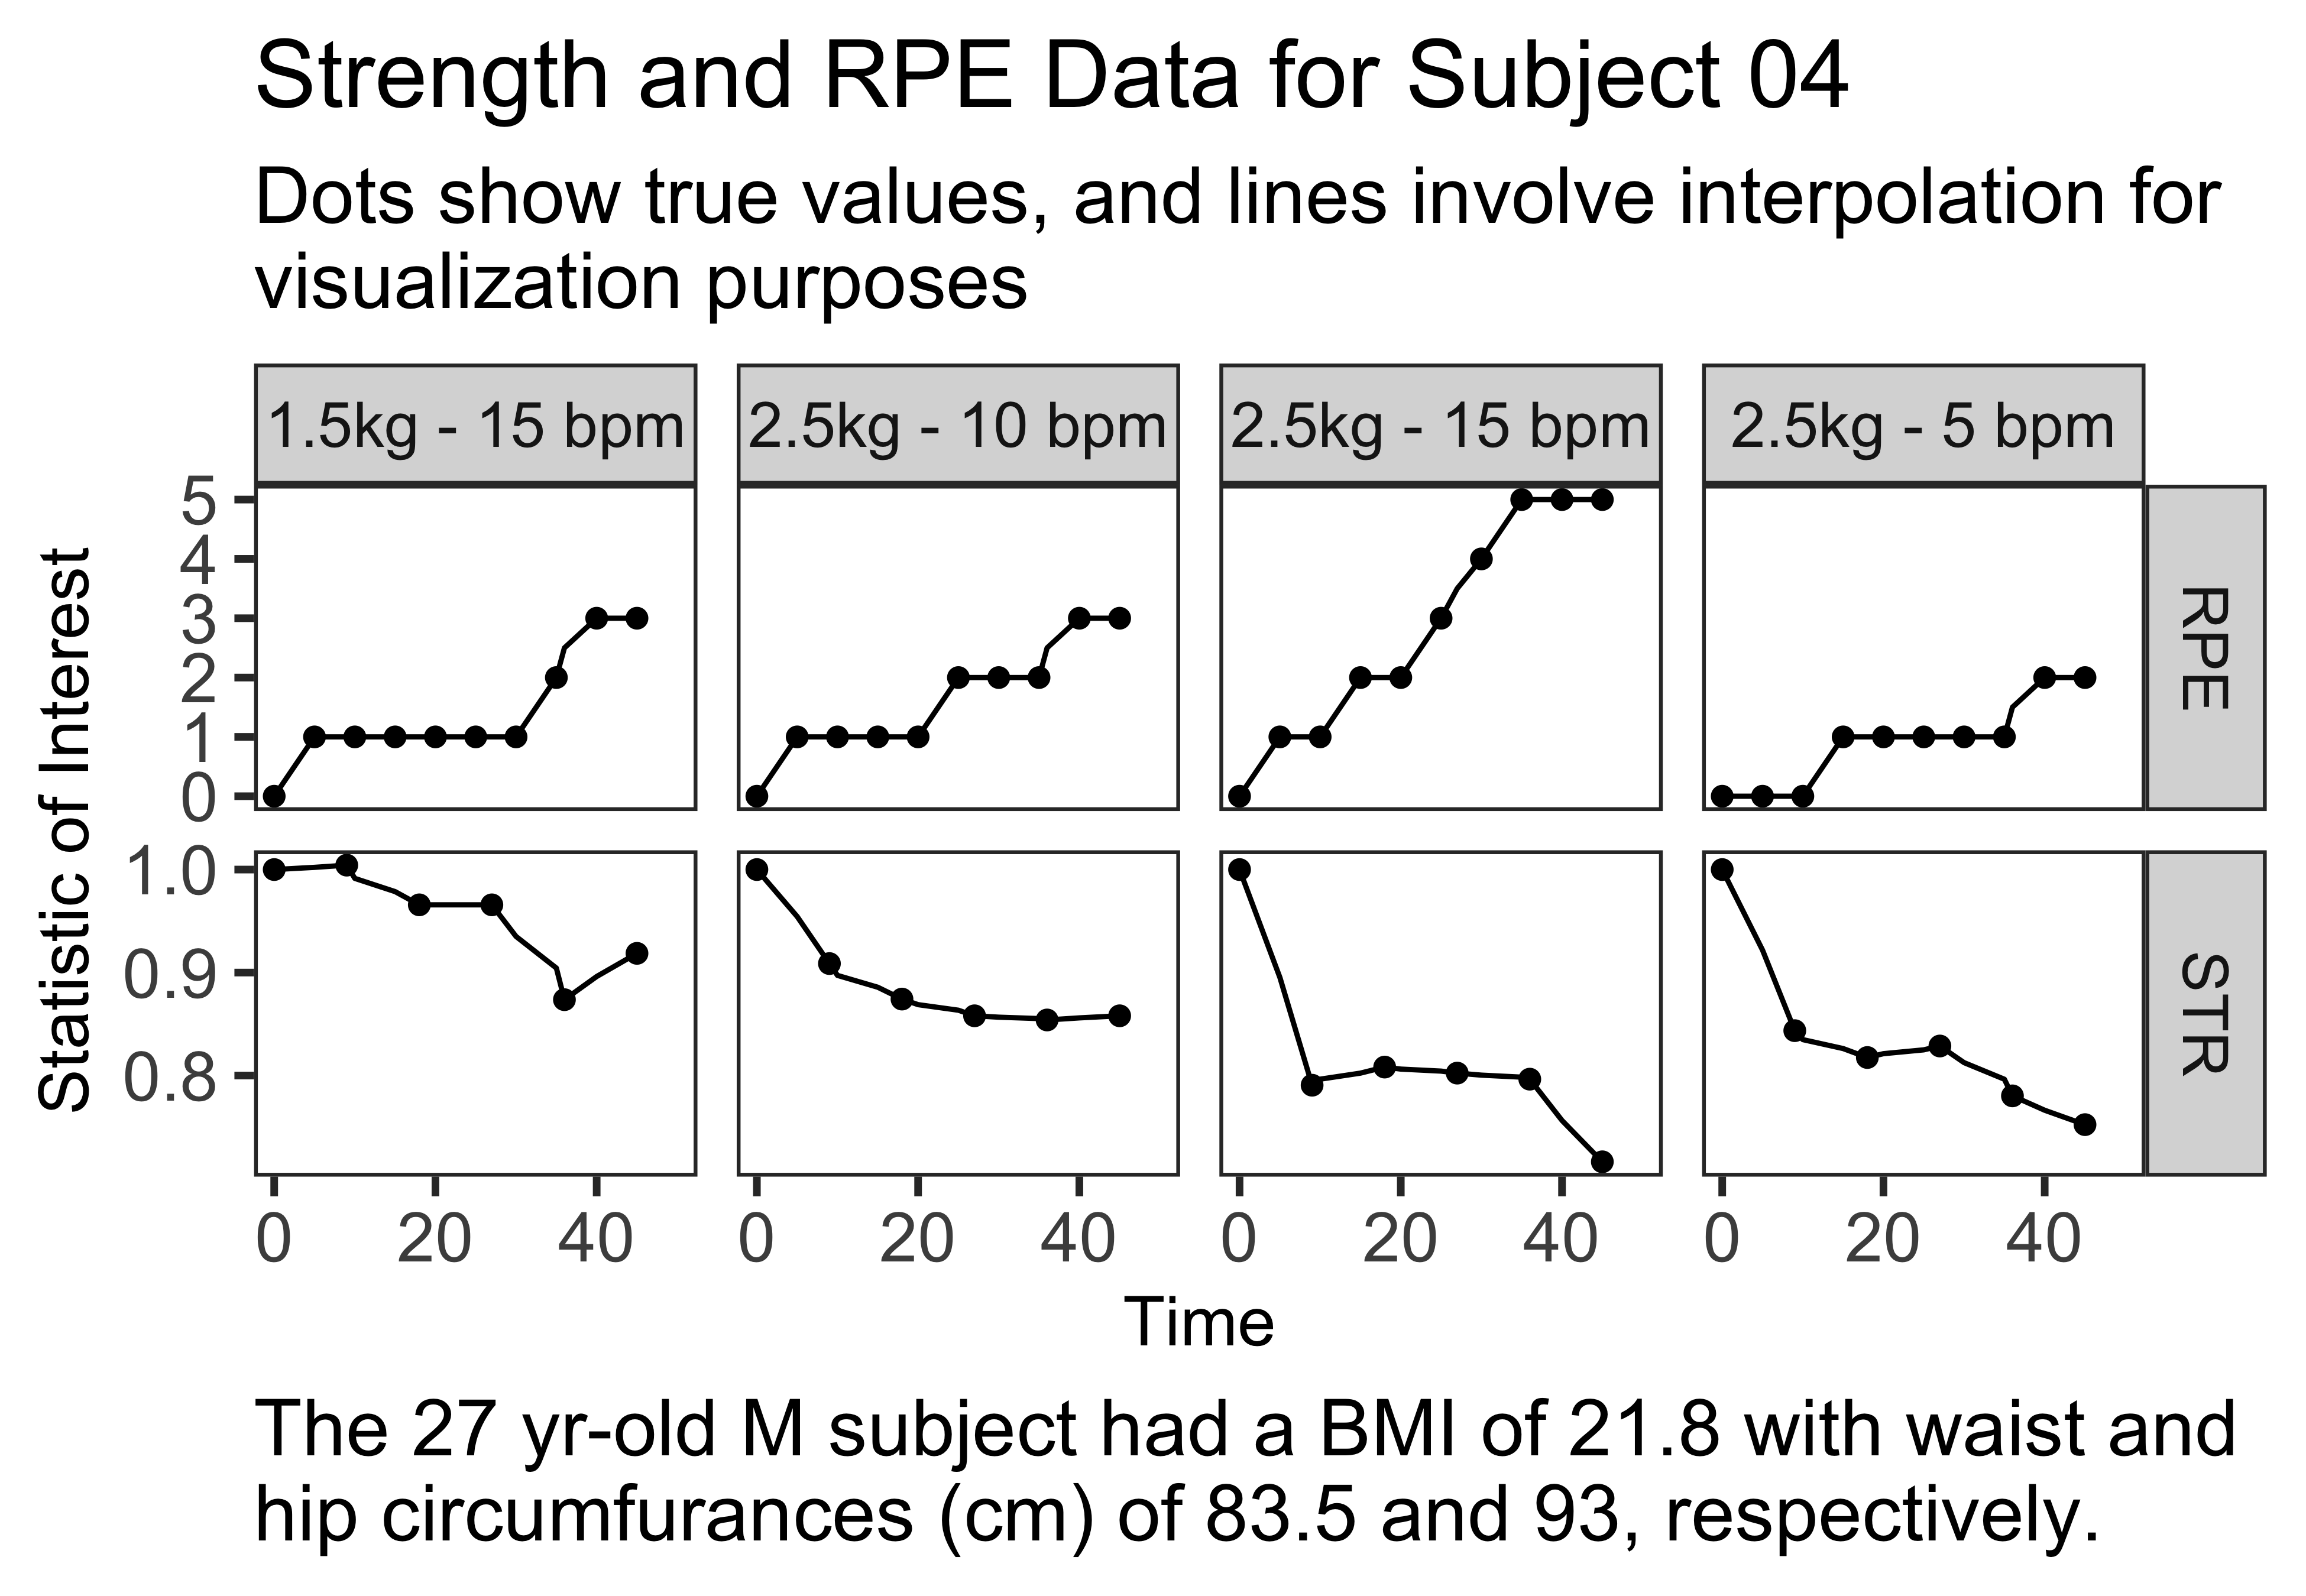 Strength and RPE Data for Subject 04
Dots show true values, and lines involve interpolation for
visualization purposes
1.5kg - 15 bpm
2.5kg - 10 bpm
2.5kg - 15 bpm
2.5kg - 5 bpm
5
4
3
2
1
0
RPE
1.0
0.9
0.8
STR
Statistic of Interest
0 20 40
0 20 40
0 20 40
0 20 40
Time
The 27 yr-old M subject had a BMI of 21.8 with waist and
hip circumfurances (cm) of 83.5 and 93, respectively.